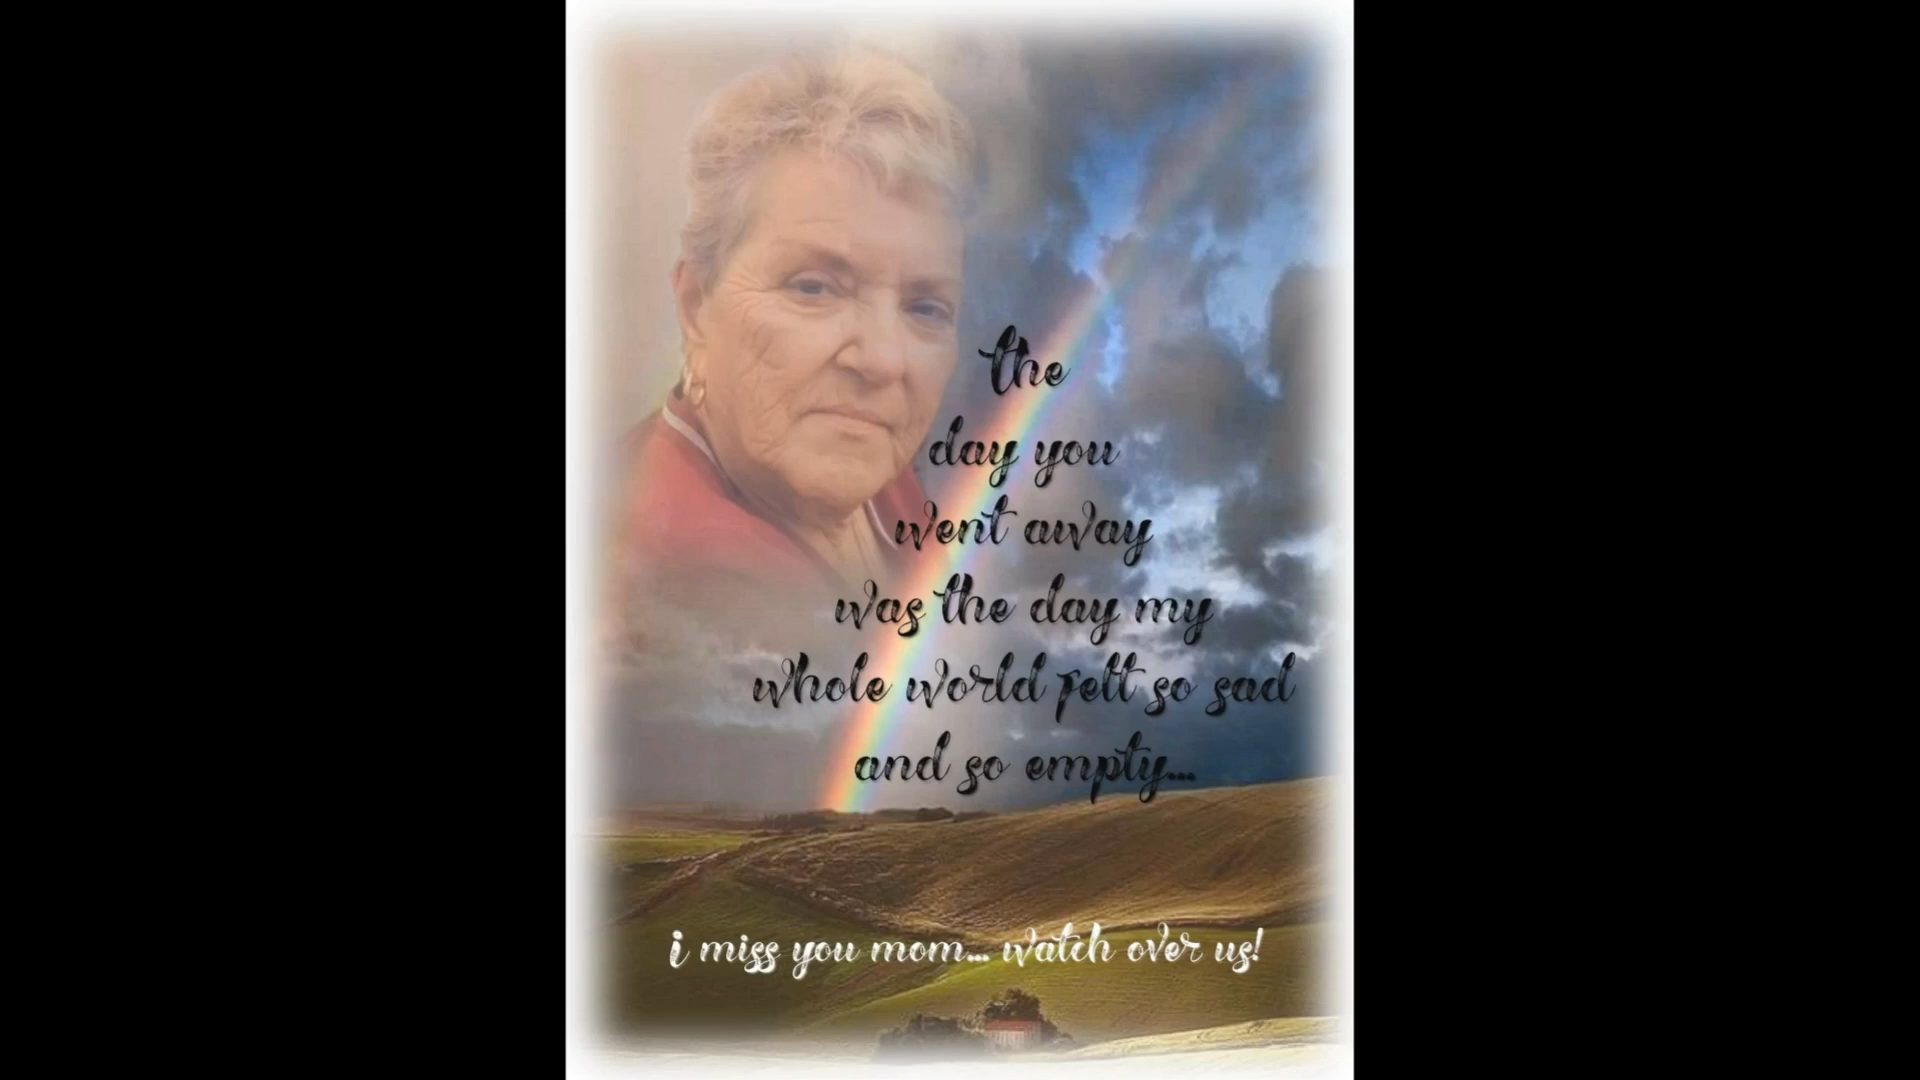 the
day you
went away
was the day my
whole world felt so sad
and so empty...
i miss you mom... watch over us!